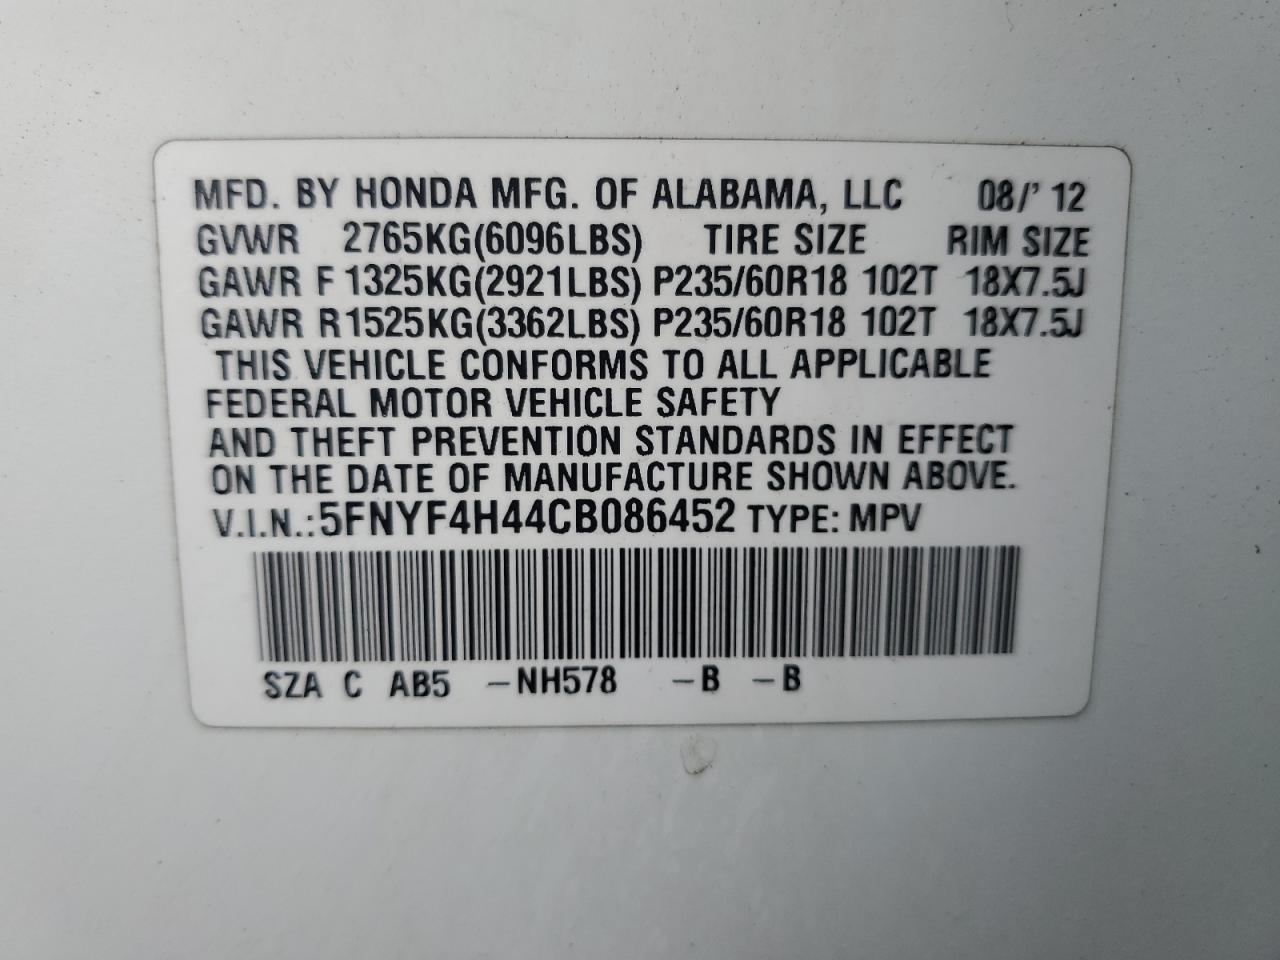 MFD. BY HONDA MFG. OF ALABAMA, LLC 08/' 12
GVWR 2765KG(6096LBS) TIRE SIZE RIM SIZE
GAWR F 1325KG(2921LBS) P235/60R18 102T 18X7.5J
GAWR R1525KG(3362LBS) P235/60R18 102T 18X7.5J
THIS VEHICLE CONFORMS TO ALL APPLICABLE
FEDERAL MOTOR VEHICLE SAFETY
AND THEFT PREVENTION STANDARDS IN EFFECT
ON THE DATE OF MANUFACTURE SHOWN ABOVE.
V.I.N.:5FNYF4H44CB086452 TYPE: MPV
SZA C AB5 -NH578 -B -B